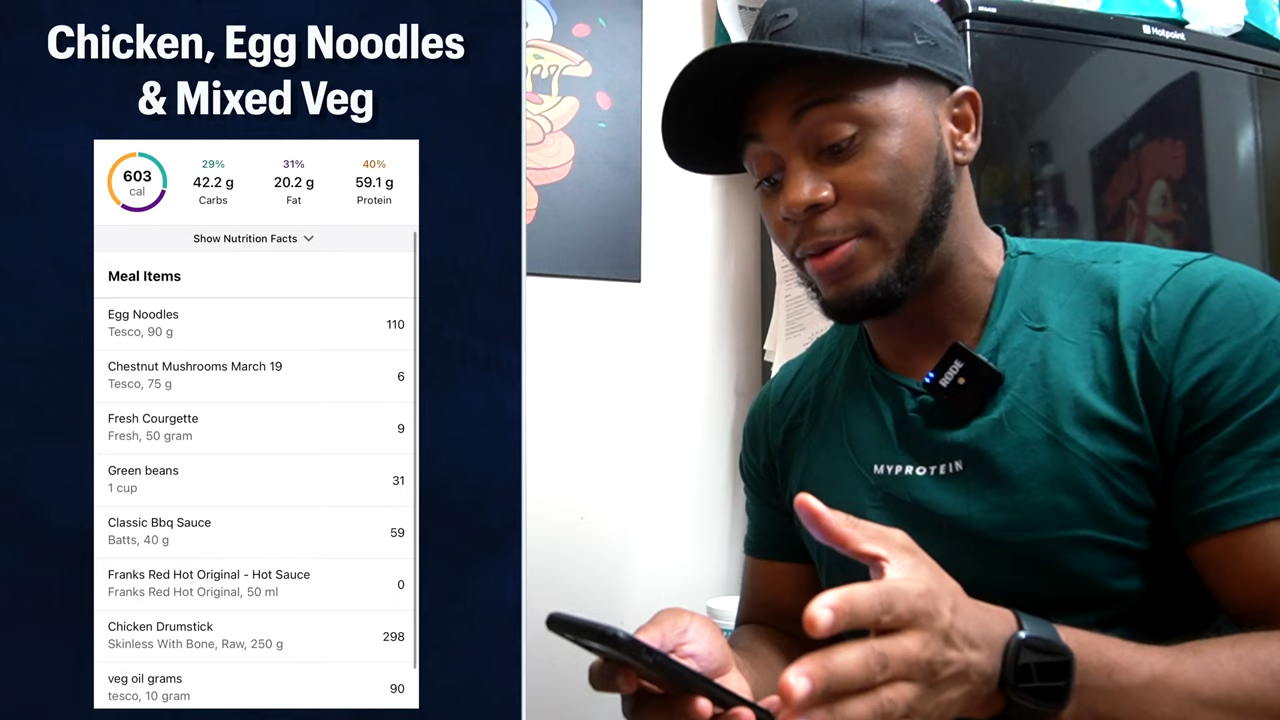 Chicken, Egg Noodles
& Mixed Veg
603
cal
29%
42.2 g
Carbs
31%
20.2 g
Fat
40%
59.1 g
Protein
Show Nutrition Facts
Meal Items
Egg Noodles
Tesco, 90 g
110
Chestnut Mushrooms March 19
Tesco, 75 g
6
Fresh Courgette
Fresh, 50 gram
9
Green beans
1 cup
31
Classic Bbq Sauce
Batts, 40 g
59
Franks Red Hot Original - Hot Sauce
Franks Red Hot Original, 50 ml
0
Chicken Drumstick
Skinless With Bone, Raw, 250 g
298
veg oil grams
tesco, 10 gram
90
Hotpoint
RØDE
MYPROTEIN